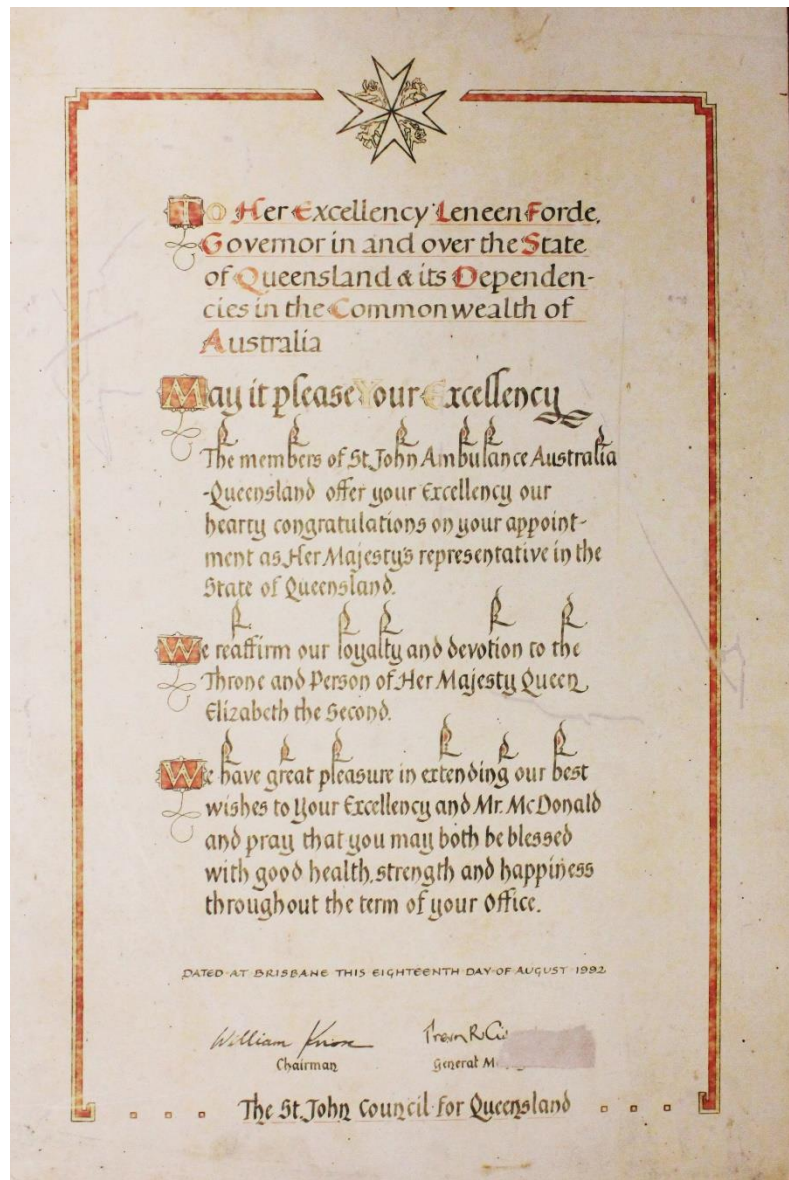 To Her Excellency Leneen Forde,
Governor in and over the State
of Queensland & its Dependen-
cies in the Commonwealth of
Australia
May it please Your Excellency
The members of St. John Ambulance Australia
-Queensland offer your Excellency our
hearty congratulations on your appoint-
ment as Her Majesty's representative in the
State of Queensland.
We reaffirm our loyalty and devotion to the
Throne and Person of Her Majesty Queen
Elizabeth the Second.
We have great pleasure in extending our best
wishes to Your Excellency and Mr. McDonald
and pray that you may both be blessed
with good health, strength and happiness
throughout the term of your Office.
DATED AT BRISBANE THIS EIGHTEENTH DAY OF AUGUST 1992
William Knox
Chairman General
The St. John Council for Queensland